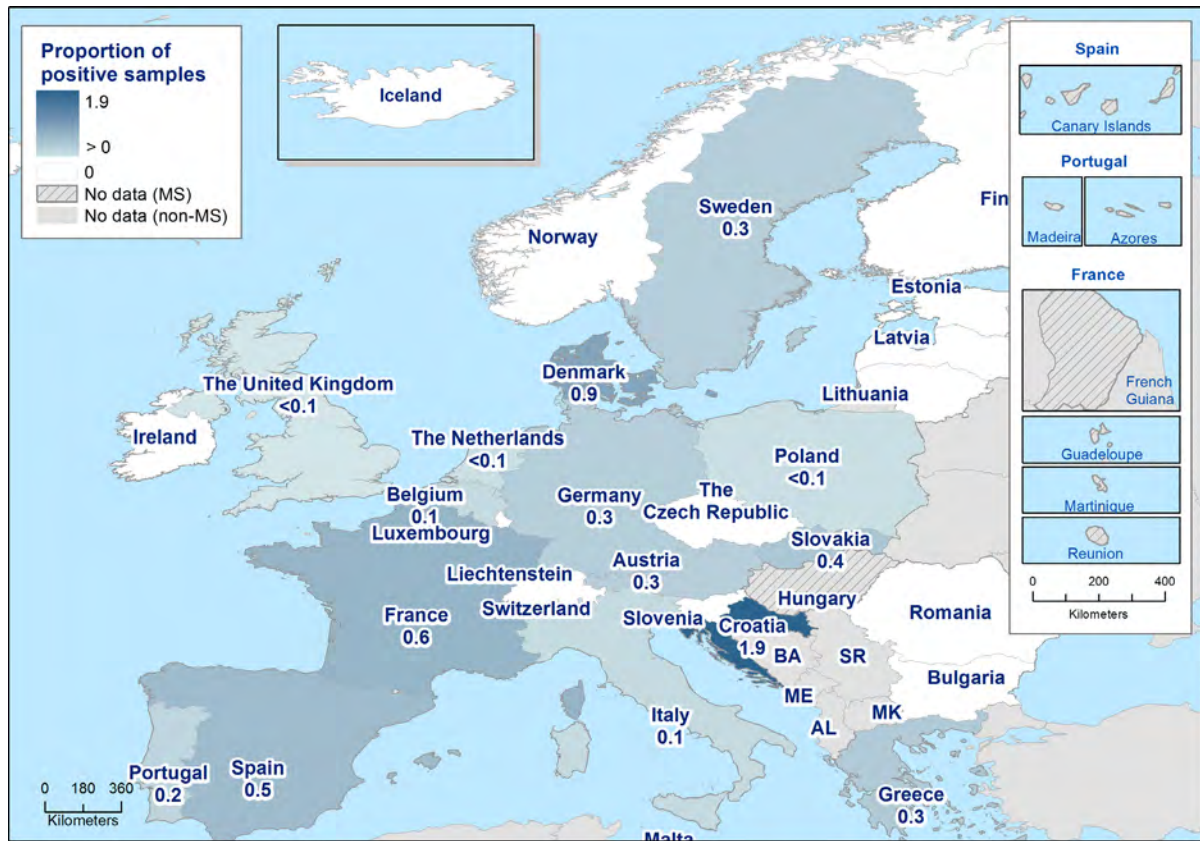 Proportion of
positive samples
1.9
> 0
0
No data (MS)
No data (non-MS)
Iceland
Spain
Canary Islands
Portugal
Madeira
Azores
France
French
Guiana
Guadeloupe
Martinique
Reunion
0 200 400
Kilometers
Sweden
0.3
Norway
Fin
Estonia
Latvia
Lithuania
Denmark
0.9
The United Kingdom
<0.1
Ireland
The Netherlands
<0.1
Poland
<0.1
Belgium
0.1
Luxembourg
Germany
0.3
The
Czech Republic
Slovakia
0.4
Austria
0.3
Liechtenstein
Switzerland
Hungary
France
0.6
Slovenia
Croatia
1.9
Romania
BA
SR
Bulgaria
ME
MK
AL
Italy
0.1
Portugal
0.2
Spain
0.5
Greece
0.3
Malta
0 180 360
Kilometers